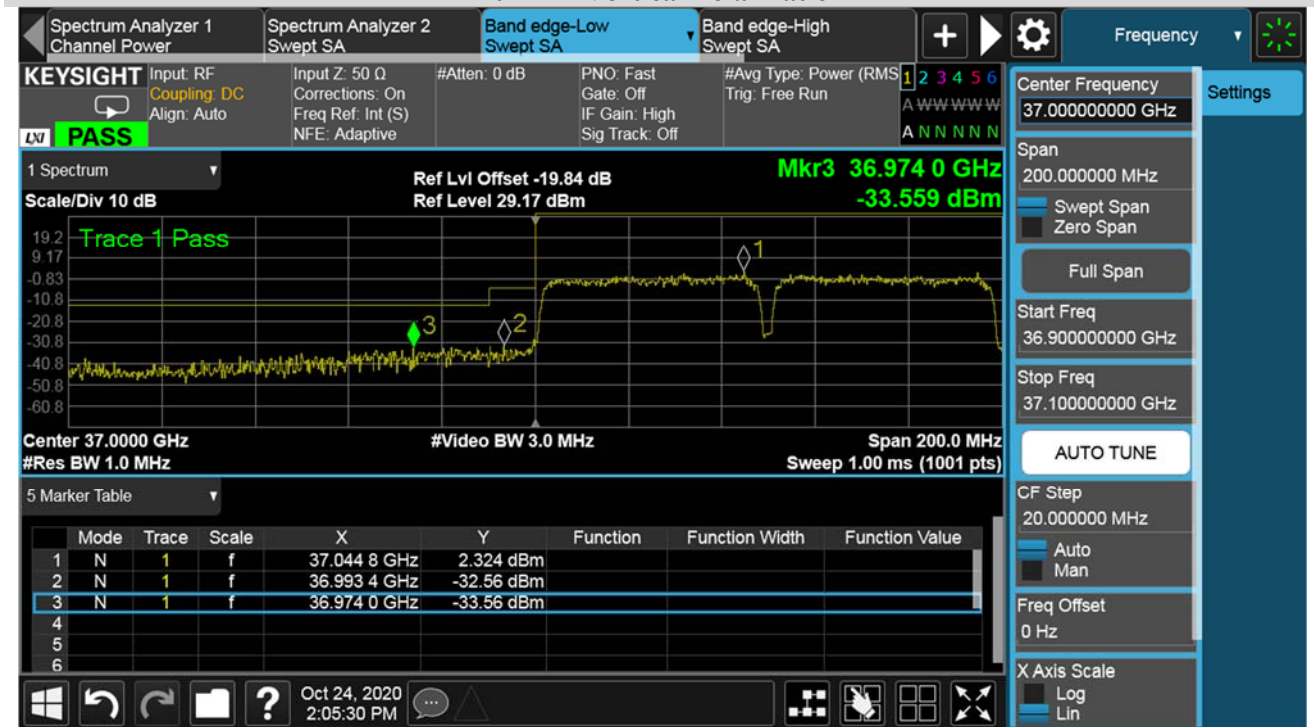 Spectrum Analyzer 1
Channel Power
Spectrum Analyzer 2
Swept SA
Band edge-Low
Swept SA
Band edge-High
Swept SA
Frequency
KEYSIGHT
Input: RF
Coupling: DC
Align: Auto
LXI
PASS
Input Z: 50 Ω
Corrections: On
Freq Ref: Int (S)
NFE: Adaptive
#Atten: 0 dB
PNO: Fast
Gate: Off
IF Gain: High
Sig Track: Off
#Avg Type: Power (RMS
Trig: Free Run
1 2 3 4 5 6
A W W W W W
A N N N N N
1 Spectrum
Scale/Div 10 dB
Ref Lvl Offset -19.84 dB
Ref Level 29.17 dBm
Mkr3 36.974 0 GHz
-33.559 dBm
Trace 1 Pass
19.2
9.17
-0.83
-10.8
-20.8
-30.8
-40.8
-50.8
-60.8
1
2
3
Center 37.0000 GHz
#Res BW 1.0 MHz
#Video BW 3.0 MHz
Span 200.0 MHz
Sweep 1.00 ms (1001 pts)
5 Marker Table
Mode Trace Scale X Y Function Function Width Function Value
1 N 1 f 37.044 8 GHz 2.324 dBm
2 N 1 f 36.993 4 GHz -32.56 dBm
3 N 1 f 36.974 0 GHz -33.56 dBm
4
5
6
Oct 24, 2020
2:05:30 PM
Center Frequency
37.000000000 GHz
Settings
Span
200.000000 MHz
Swept Span
Zero Span
Full Span
Start Freq
36.900000000 GHz
Stop Freq
37.100000000 GHz
AUTO TUNE
CF Step
20.000000 MHz
Auto
Man
Freq Offset
0 Hz
X Axis Scale
Log
Lin